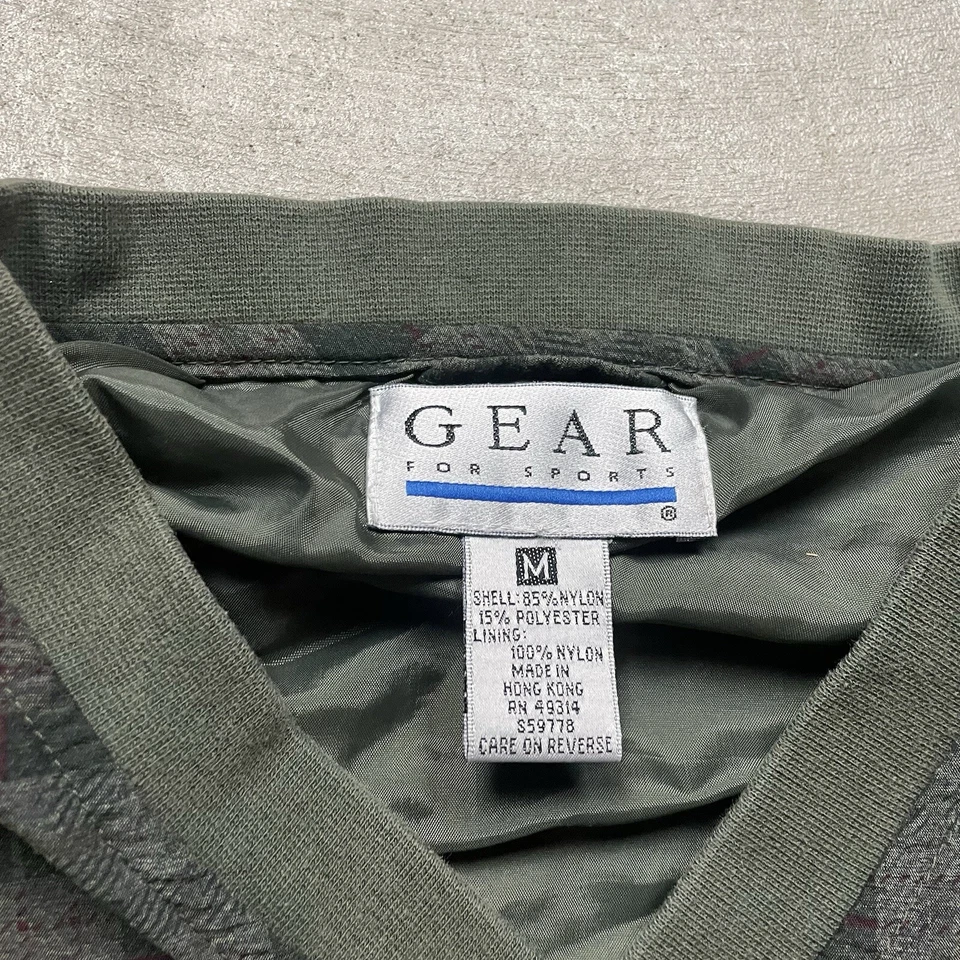 GEAR
FOR SPORTS
®
M
SHELL: 85% NYLON
15% POLYESTER
LINING:
100% NYLON
MADE IN
HONG KONG
RN 49314
S59778
CARE ON REVERSE